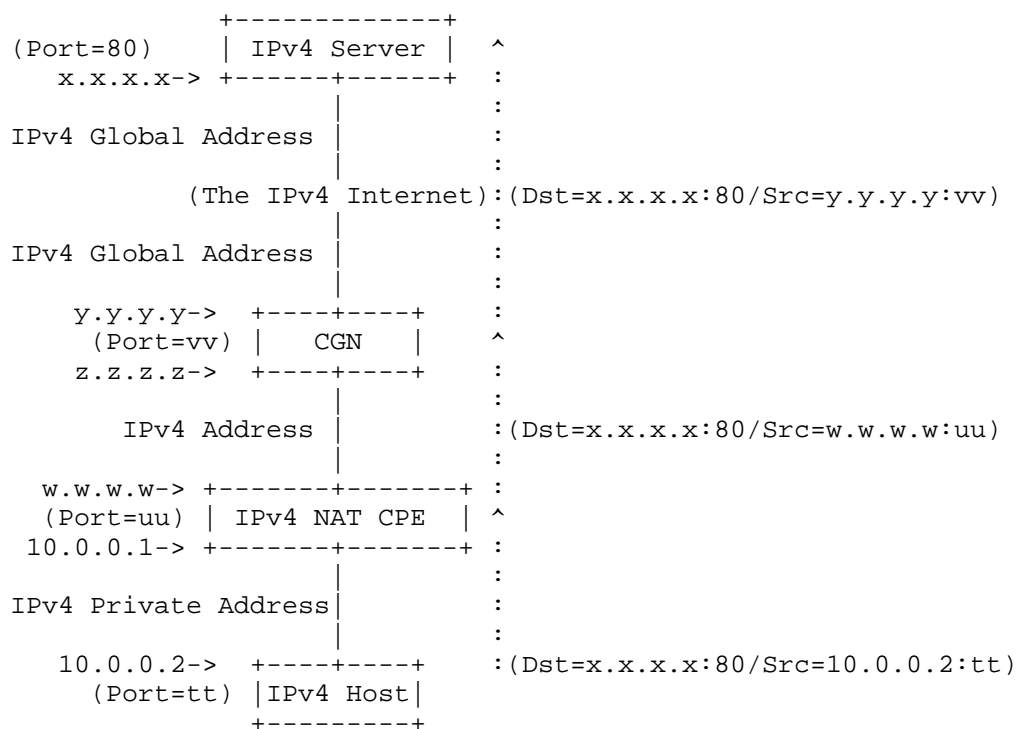 +-------------+
(Port=80) | IPv4 Server | ^
x.x.x.x-> +------+------+ :
| :
IPv4 Global Address | :
| :
(The IPv4 Internet):(Dst=x.x.x.x:80/Src=y.y.y.y:vv)
| :
IPv4 Global Address | :
| :
y.y.y.y-> +----+----+ :
(Port=vv) | CGN | ^
z.z.z.z-> +----+----+ :
| :
IPv4 Address | :(Dst=x.x.x.x:80/Src=w.w.w.w:uu)
| :
w.w.w.w-> +-------+-------+ :
(Port=uu) | IPv4 NAT CPE | ^
10.0.0.1-> +-------+-------+ :
| :
IPv4 Private Address| :
| :
10.0.0.2-> +----+----+ :(Dst=x.x.x.x:80/Src=10.0.0.2:tt)
(Port=tt) |IPv4 Host|
+---------+